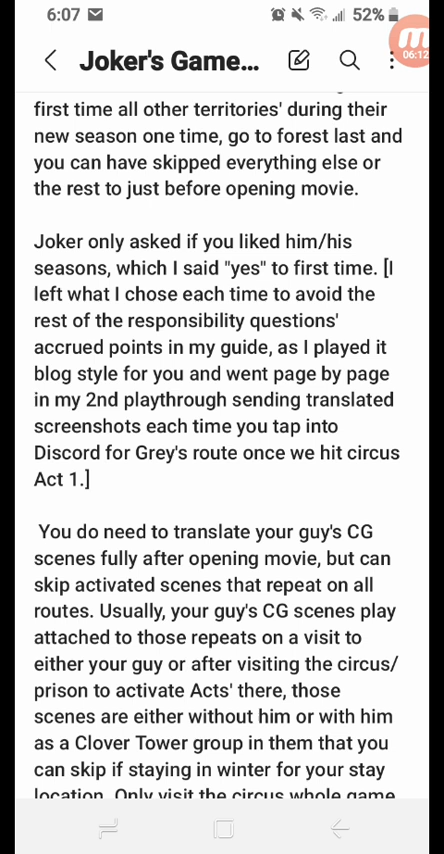 6:07
52%
Joker's Game...
06:12
first time all other territories' during their
new season one time, go to forest last and
you can have skipped everything else or
the rest to just before opening movie.
Joker only asked if you liked him/his
seasons, which I said "yes" to first time. [I
left what I chose each time to avoid the
rest of the responsibility questions'
accrued points in my guide, as I played it
blog style for you and went page by page
in my 2nd playthrough sending translated
screenshots each time you tap into
Discord for Grey's route once we hit circus
Act 1.]
You do need to translate your guy's CG
scenes fully after opening movie, but can
skip activated scenes that repeat on all
routes. Usually, your guy's CG scenes play
attached to those repeats on a visit to
either your guy or after visiting the circus/
prison to activate Acts' there, those
scenes are either without him or with him
as a Clover Tower group in them that you
can skip if staying in winter for your stay
location. Only visit the circus whole game